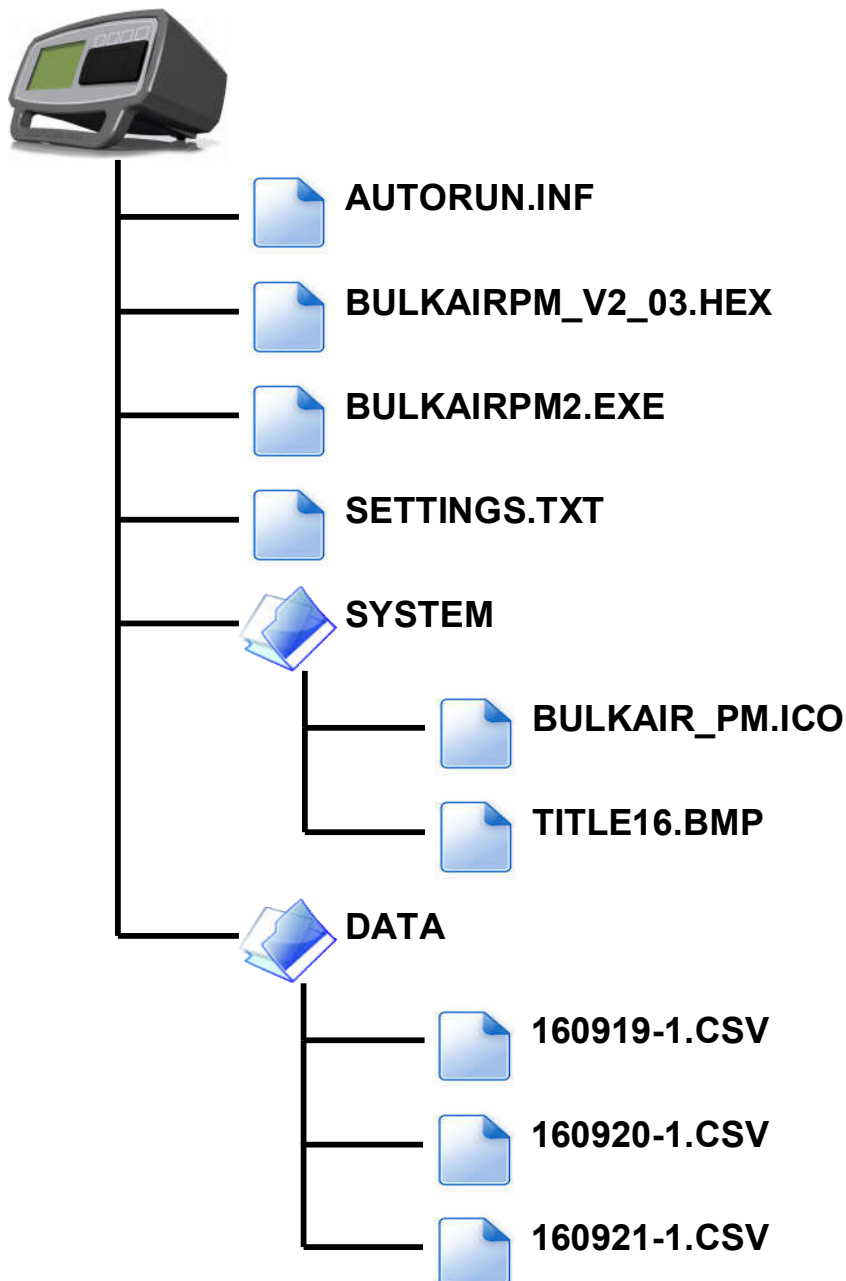 AUTORUN.INF
BULKAIRPM_V2_03.HEX
BULKAIRPM2.EXE
SETTINGS.TXT
SYSTEM
BULKAIR_PM.ICO
TITLE16.BMP
DATA
160919-1.CSV
160920-1.CSV
160921-1.CSV